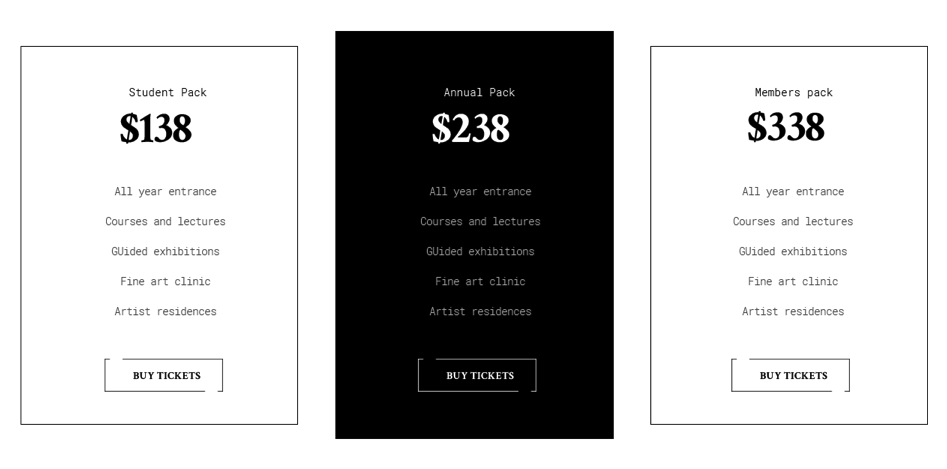 Student Pack
$138
All year entrance
Courses and lectures
GUided exhibitions
Fine art clinic
Artist residences
BUY TICKETS
Annual Pack
$238
All year entrance
Courses and lectures
GUided exhibitions
Fine art clinic
Artist residences
BUY TICKETS
Members pack
$338
All year entrance
Courses and lectures
GUided exhibitions
Fine art clinic
Artist residences
BUY TICKETS